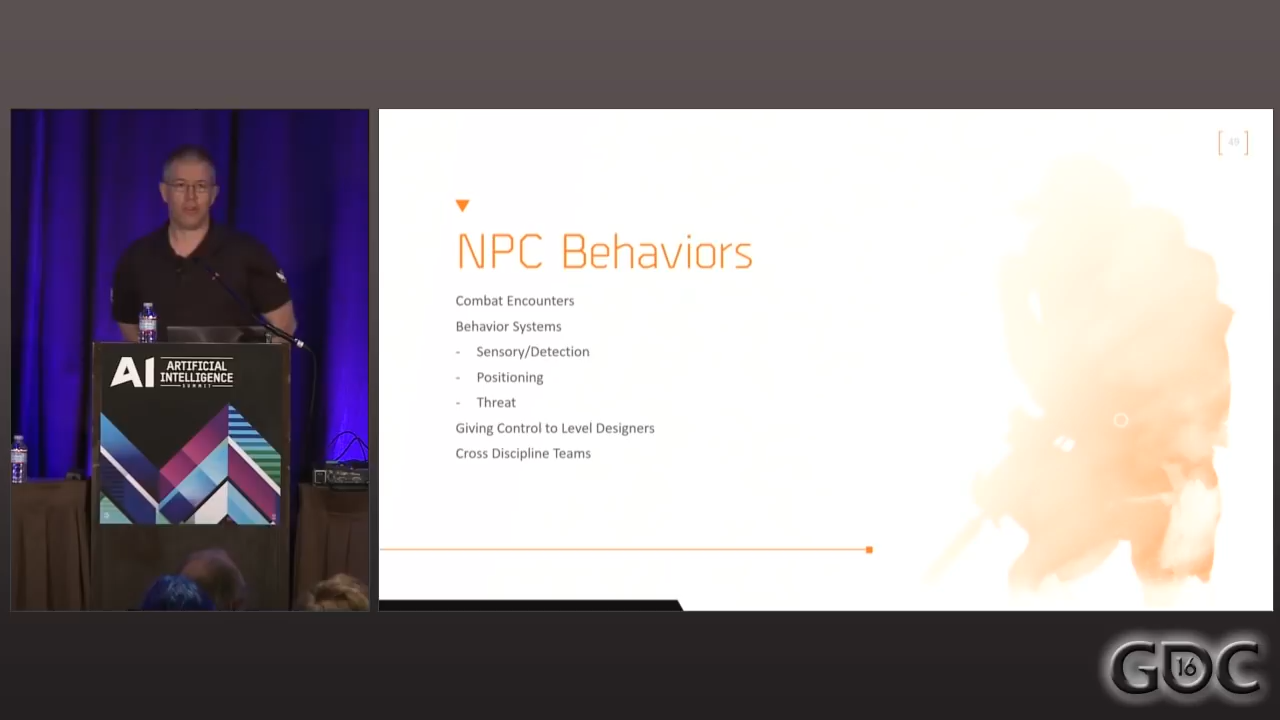 AI ARTIFICIAL
INTELLIGENCE
SUMMIT
[ 49 ]
NPC Behaviors
Combat Encounters
Behavior Systems
- Sensory/Detection
- Positioning
- Threat
Giving Control to Level Designers
Cross Discipline Teams
GDC
16